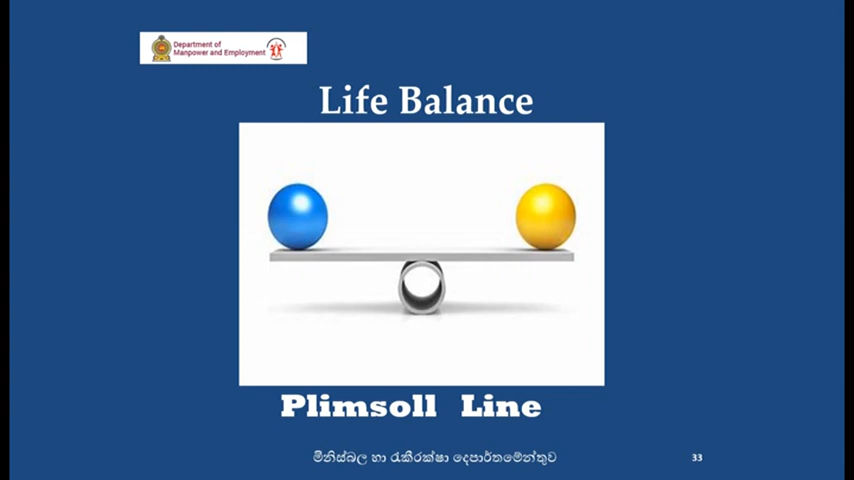 Department of
Manpower and Employment
Life Balance
Plimsoll Line
මිනිස්බල හා රැකීරක්ෂා දෙපාර්තමේන්තුව
33